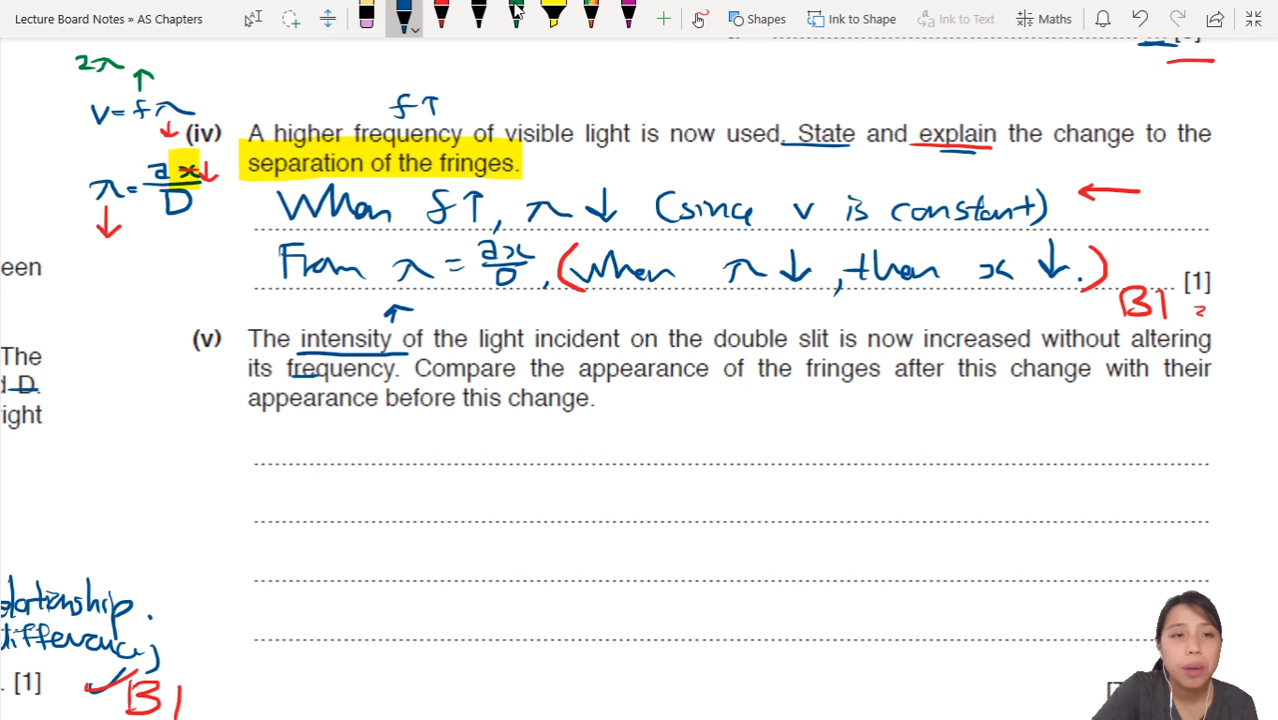 Lecture Board Notes » AS Chapters
Shapes
Ink to Shape
Ink to Text
Maths
2λ
↑
v = fλ
↓
λ = ax↓
D
↓
f↑
(iv) A higher frequency of visible light is now used. State and explain the change to the
separation of the fringes.
When f↑, λ↓ (since v is constant) ←
From λ = ax/D, (when λ↓, then x↓.)
[1]
B1
een
↑
(v) The intensity of the light incident on the double slit is now increased without altering
its frequency. Compare the appearance of the fringes after this change with their
appearance before this change.
The
d D.
right
elationship.
difference;
. [1]
B1